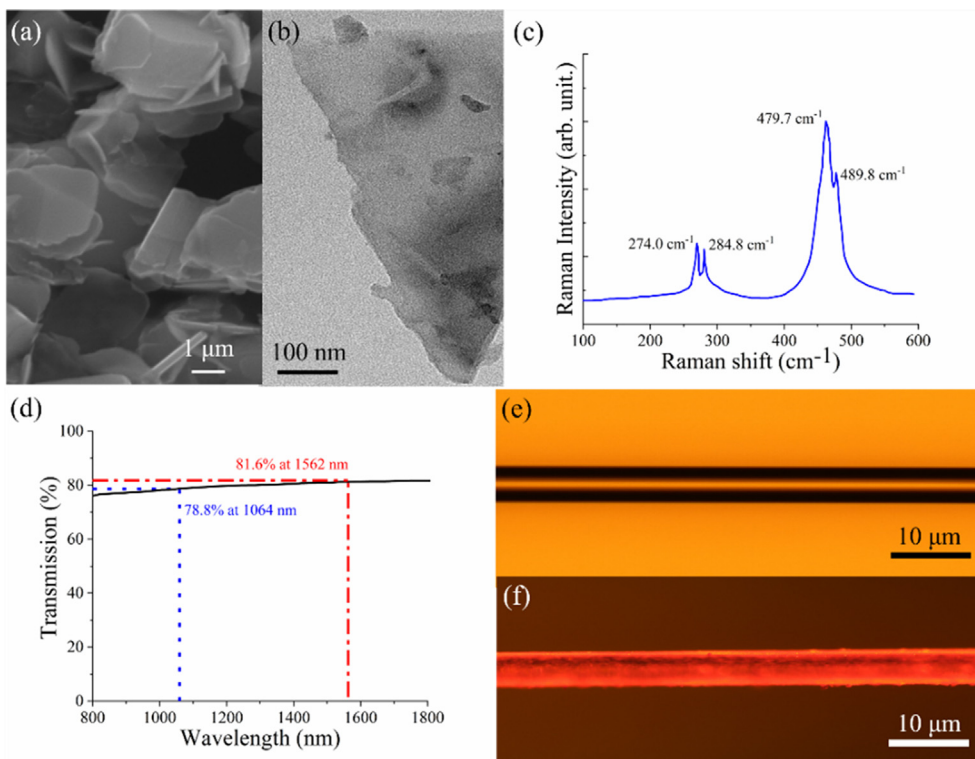 (a)
1 μm
(b)
100 nm
(c)
Raman Intensity (arb. unit.)
479.7 cm-1
489.8 cm-1
274.0 cm-1
284.8 cm-1
100
200
300
400
500
600
Raman shift (cm-1)
(d)
Transmission (%)
100
80
60
40
20
0
81.6% at 1562 nm
78.8% at 1064 nm
800
1000
1200
1400
1600
1800
Wavelength (nm)
(e)
10 μm
(f)
10 μm